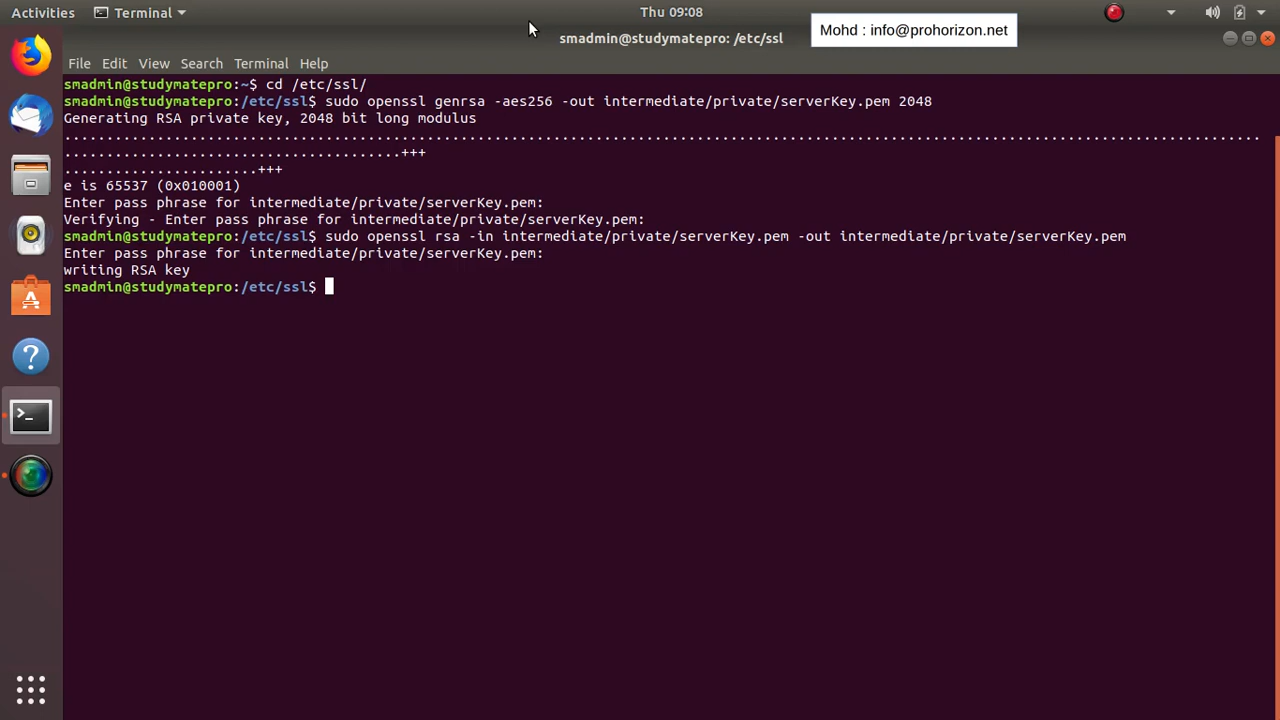 Activities Terminal Thu 09:08
Mohd : info@prohorizon.net
smadmin@studymatepro: /etc/ssl
File Edit View Search Terminal Help
smadmin@studymatepro:~$ cd /etc/ssl/
smadmin@studymatepro:/etc/ssl$ sudo openssl genrsa -aes256 -out intermediate/private/serverKey.pem 2048
Generating RSA private key, 2048 bit long modulus
..............................................................................................................................................
........................................+++
.......................+++
e is 65537 (0x010001)
Enter pass phrase for intermediate/private/serverKey.pem:
Verifying - Enter pass phrase for intermediate/private/serverKey.pem:
smadmin@studymatepro:/etc/ssl$ sudo openssl rsa -in intermediate/private/serverKey.pem -out intermediate/private/serverKey.pem
Enter pass phrase for intermediate/private/serverKey.pem:
writing RSA key
smadmin@studymatepro:/etc/ssl$